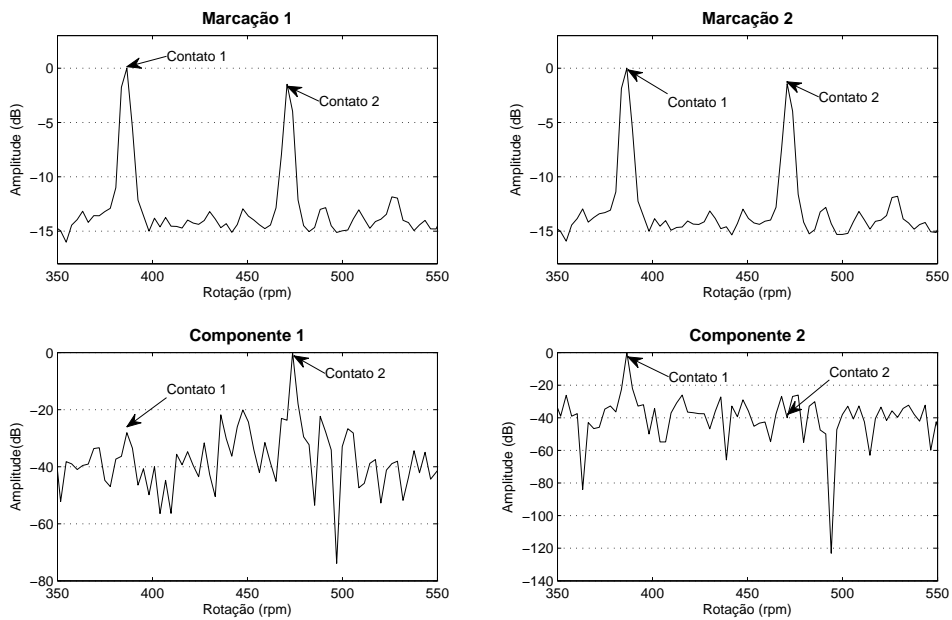 Marcação 1
Contato 1
Contato 2
0
−5
−10
−15
350
400
450
500
550
Amplitude (dB)
Rotação (rpm)
Marcação 2
Contato 1
Contato 2
0
−5
−10
−15
350
400
450
500
550
Amplitude (dB)
Rotação (rpm)
Componente 1
Contato 1
Contato 2
0
−20
−40
−60
−80
350
400
450
500
550
Amplitude(dB)
Rotação (rpm)
Componente 2
Contato 1
Contato 2
0
−20
−40
−60
−80
−100
−120
−140
350
400
450
500
550
Amplitude (dB)
Rotação (rpm)